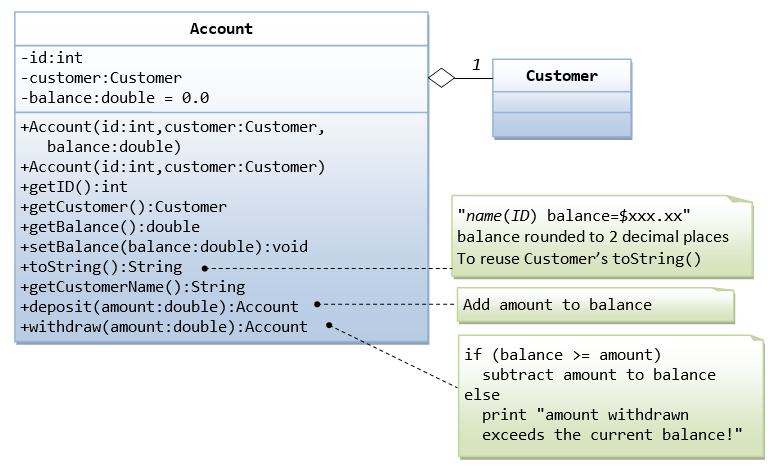 Account
-id:int
-customer:Customer
-balance:double = 0.0
+Account(id:int,customer:Customer,
balance:double)
+Account(id:int,customer:Customer)
+getID():int
+getCustomer():Customer
+getBalance():double
+setBalance(balance:double):void
+toString():String
+getCustomerName():String
+deposit(amount:double):Account
+withdraw(amount:double):Account
1
Customer
"name(ID) balance=$xxx.xx"
balance rounded to 2 decimal places
To reuse Customer's toString()
Add amount to balance
if (balance >= amount)
subtract amount to balance
else
print "amount withdrawn
exceeds the current balance!"